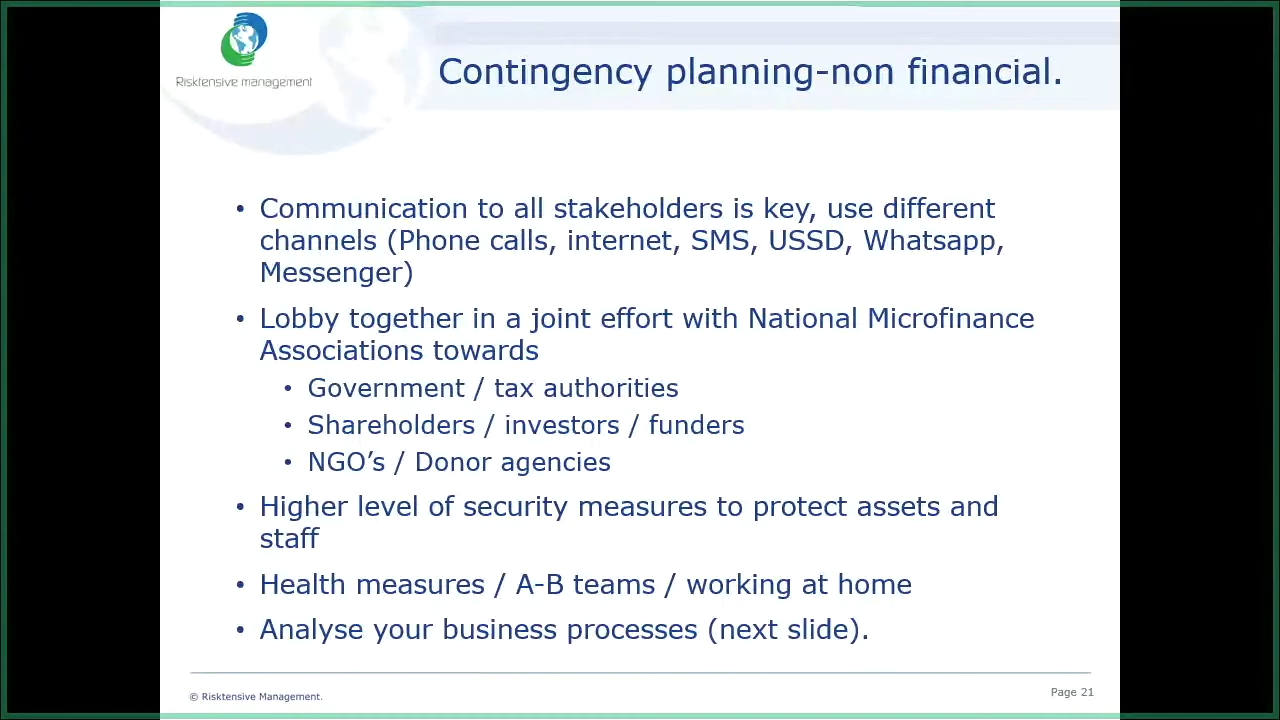 Risktensive management
Contingency planning-non financial.
• Communication to all stakeholders is key, use different
channels (Phone calls, internet, SMS, USSD, Whatsapp,
Messenger)
• Lobby together in a joint effort with National Microfinance
Associations towards
• Government / tax authorities
• Shareholders / investors / funders
• NGO’s / Donor agencies
• Higher level of security measures to protect assets and
staff
• Health measures / A-B teams / working at home
• Analyse your business processes (next slide).
© Risktensive Management.
Page 21